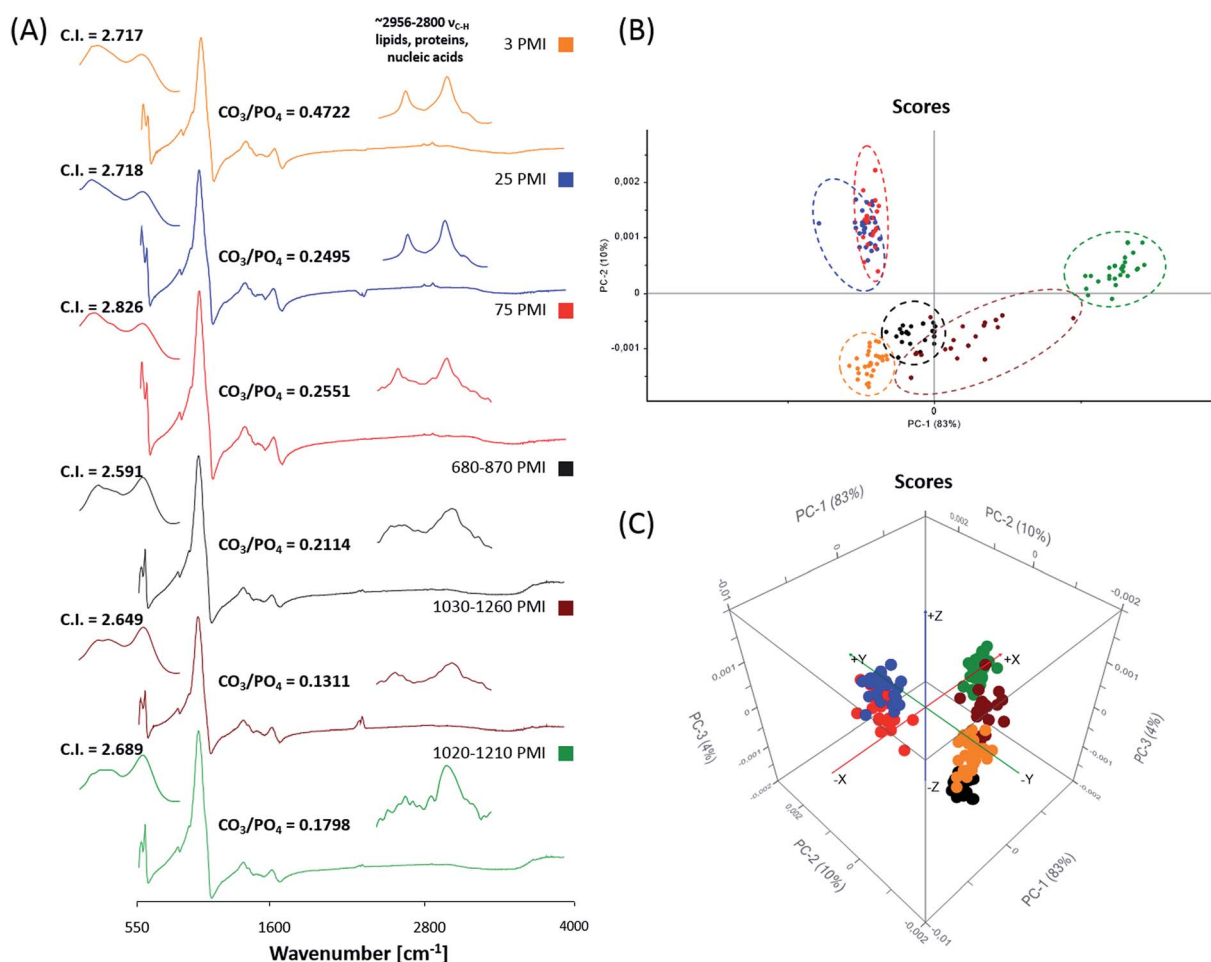 (A)
C.I. = 2.717
~2956-2800 νC-H
lipids, proteins,
nucleic acids
3 PMI
CO₃/PO₄ = 0.4722
C.I. = 2.718
25 PMI
CO₃/PO₄ = 0.2495
C.I. = 2.826
75 PMI
CO₃/PO₄ = 0.2551
C.I. = 2.591
680-870 PMI
CO₃/PO₄ = 0.2114
C.I. = 2.649
1030-1260 PMI
CO₃/PO₄ = 0.1311
C.I. = 2.689
1020-1210 PMI
CO₃/PO₄ = 0.1798
550 1600 2800 4000
Wavenumber [cm⁻¹]
(B)
Scores
0,002
0,001
0
-0,001
PC-2 (10%)
0
PC-1 (83%)
(C)
Scores
PC-1 (83%)
PC-2 (10%)
0.002
0
0
-0.01
-0.002
+Z
+Y
+X
0.001
0.001
0
0
-0.001
-0.001
PC-3 (4%)
PC-3 (4%)
-X
-Z
-Y
-0.002
-0.002
0.002
0
0
PC-2 (10%)
PC-1 (83%)
-0.002
-0.01